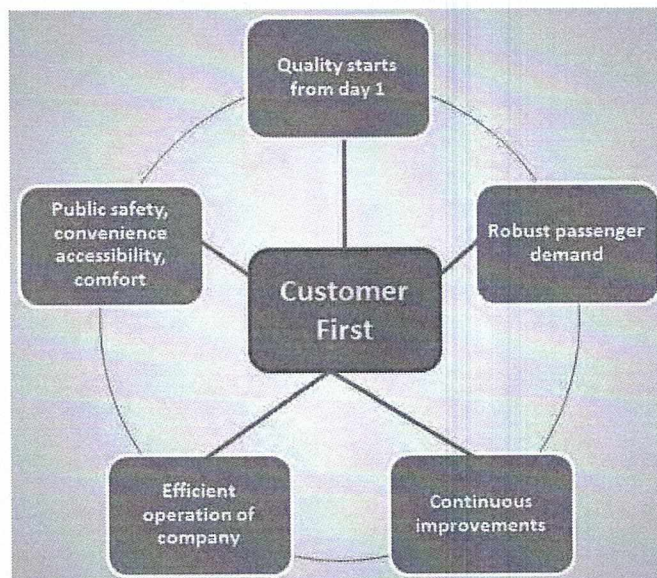 Quality starts
from day 1
Public safety,
convenience
accessibility,
comfort
Robust passenger
demand
Customer
First
Efficient
operation of
company
Continuous
improvements